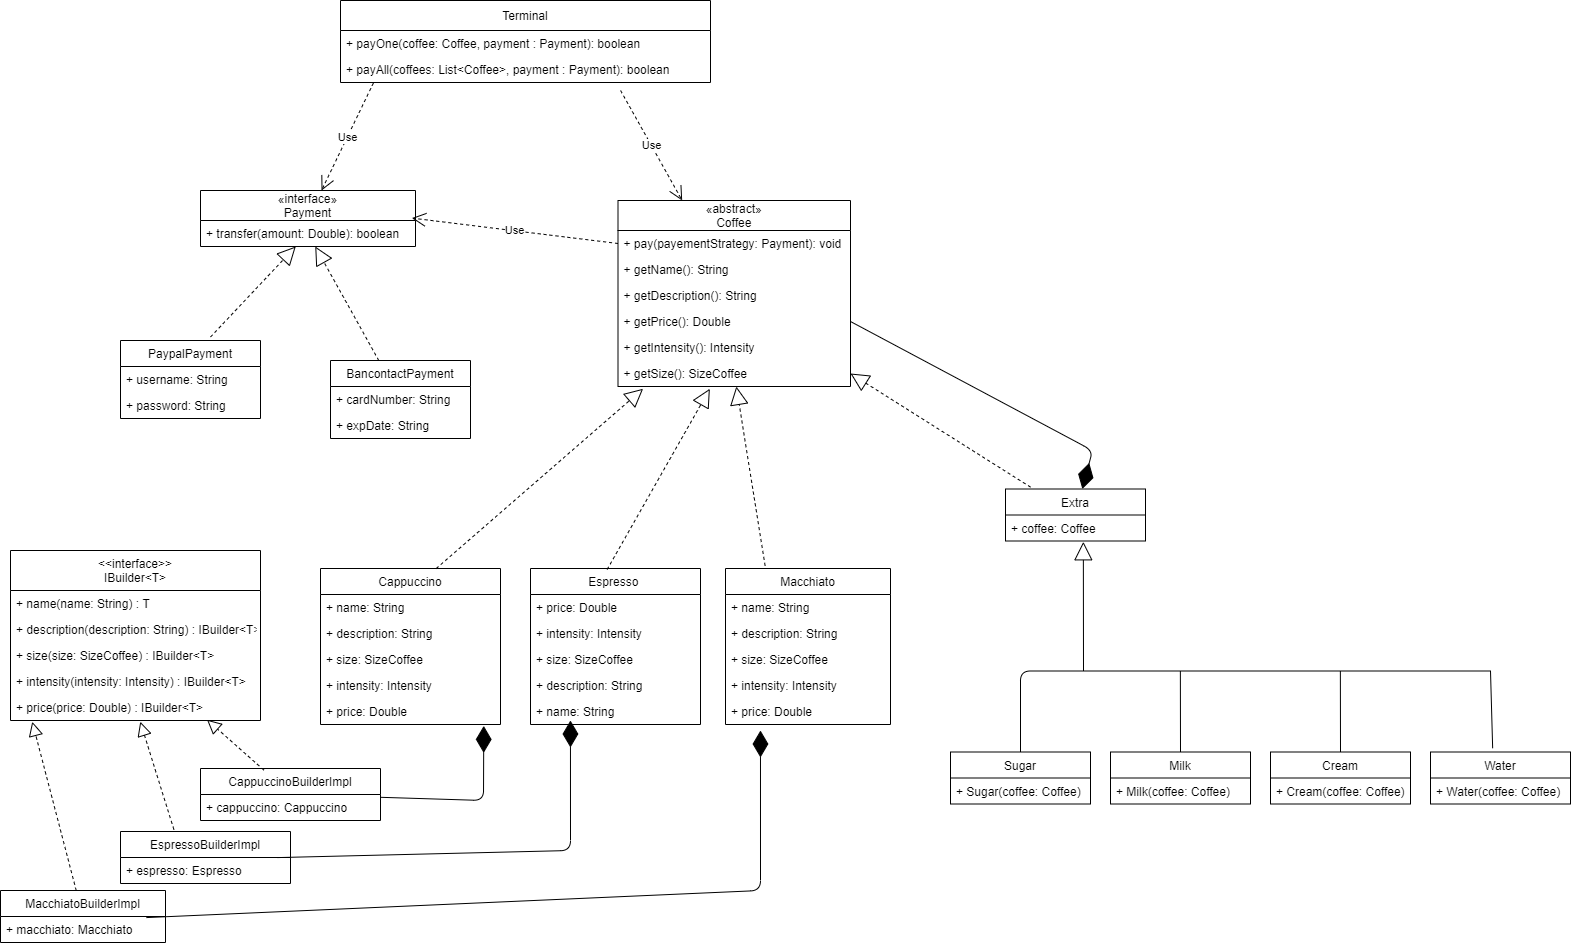 Terminal
+ payOne(coffee: Coffee, payment : Payment): boolean
+ payAll(coffees: List<Coffee>, payment : Payment): boolean
Use
Use
«interface»
Payment
+ transfer(amount: Double): boolean
Use
«abstract»
Coffee
+ pay(payementStrategy: Payment): void
+ getName(): String
+ getDescription(): String
+ getPrice(): Double
+ getIntensity(): Intensity
+ getSize(): SizeCoffee
PaypalPayment
+ username: String
+ password: String
BancontactPayment
+ cardNumber: String
+ expDate: String
Extra
+ coffee: Coffee
<<interface>>
IBuilder<T>
+ name(name: String) : T
+ description(description: String) : IBuilder<T>
+ size(size: SizeCoffee) : IBuilder<T>
+ intensity(intensity: Intensity) : IBuilder<T>
+ price(price: Double) : IBuilder<T>
Cappuccino
+ name: String
+ description: String
+ size: SizeCoffee
+ intensity: Intensity
+ price: Double
Espresso
+ price: Double
+ intensity: Intensity
+ size: SizeCoffee
+ description: String
+ name: String
Macchiato
+ name: String
+ description: String
+ size: SizeCoffee
+ intensity: Intensity
+ price: Double
Sugar
+ Sugar(coffee: Coffee)
Milk
+ Milk(coffee: Coffee)
Cream
+ Cream(coffee: Coffee)
Water
+ Water(coffee: Coffee)
CappuccinoBuilderImpl
+ cappuccino: Cappuccino
EspressoBuilderImpl
+ espresso: Espresso
MacchiatoBuilderImpl
+ macchiato: Macchiato